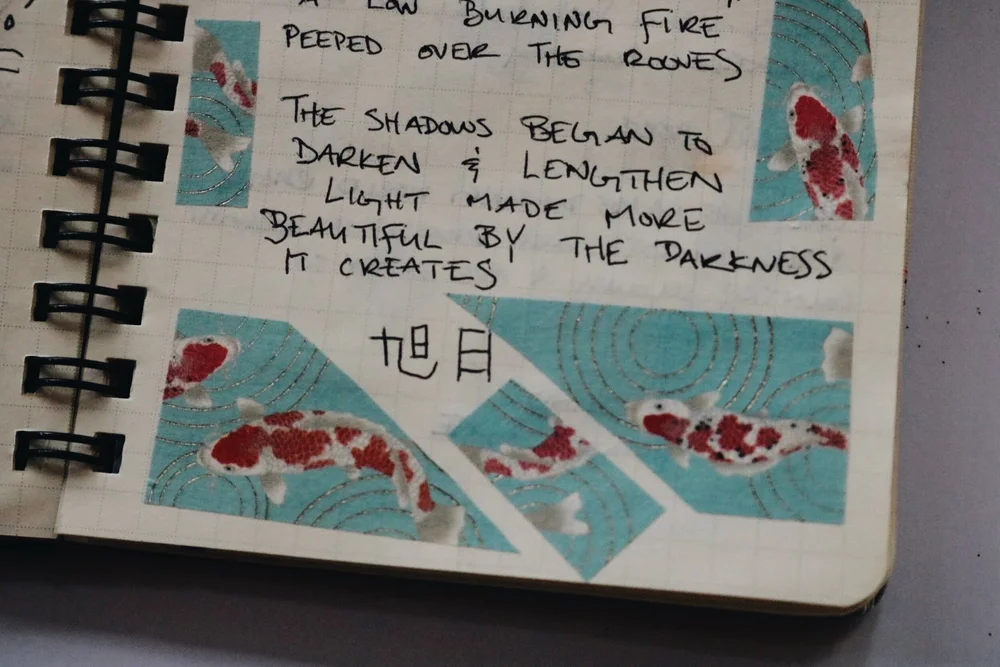 A LOW BURNING FIRE
PEEPED OVER THE ROOVES
THE SHADOWS BEGAN TO
DARKEN & LENGTHEN
LIGHT MADE MORE
BEAUTIFUL BY THE DARKNESS
IT CREATES
旭日